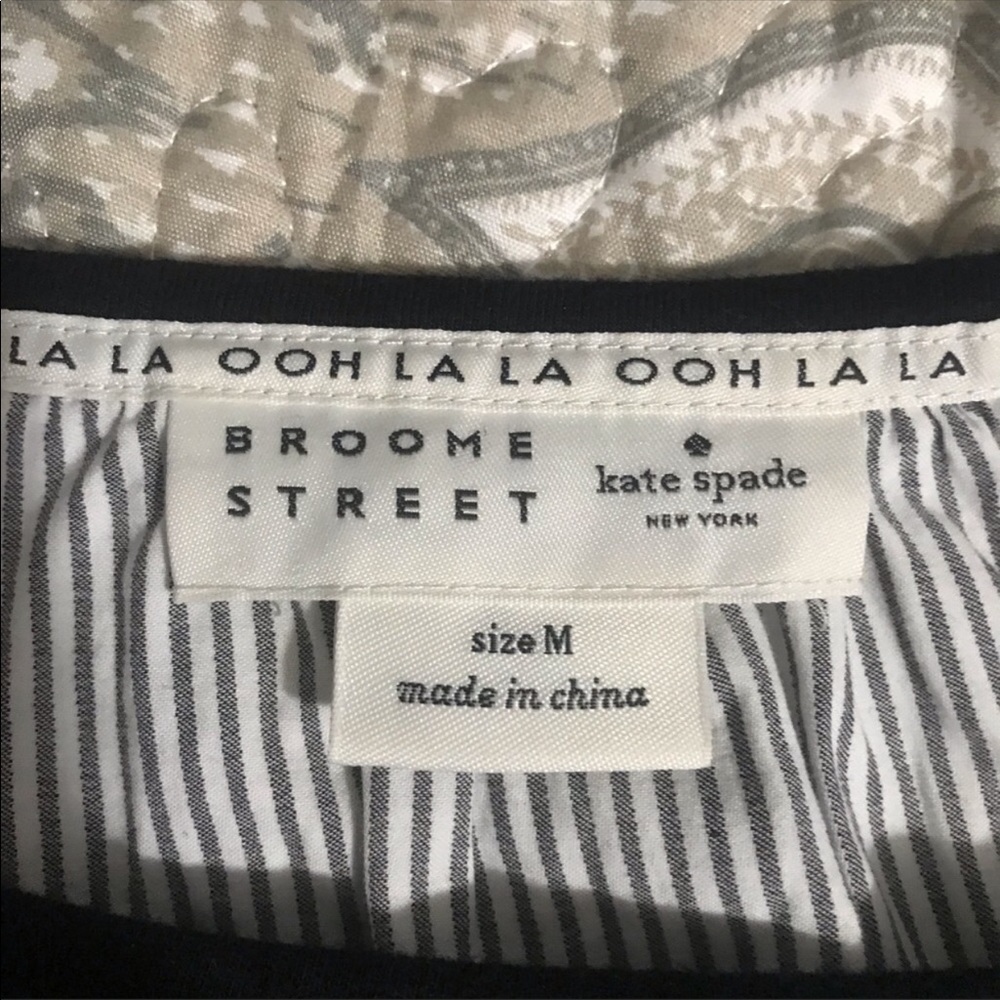 LA LA OOH LA LA OOH LA LA
BROOME
STREET
kate spade
NEW YORK
size M
made in china